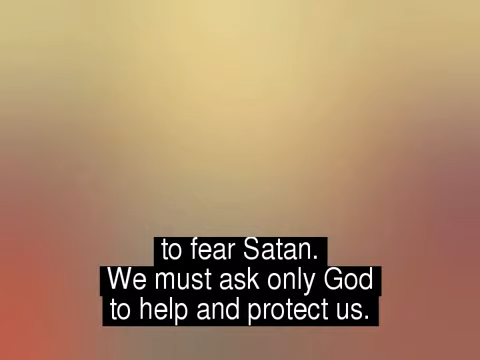 to fear Satan.
We must ask only God
to help and protect us.